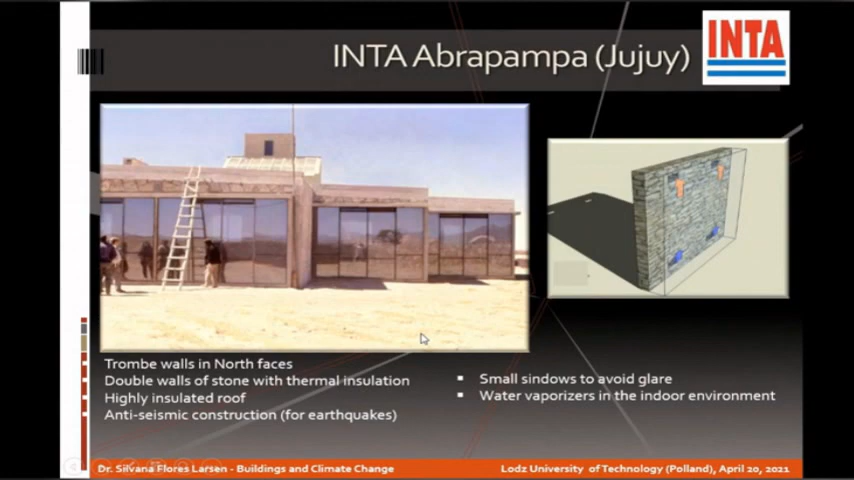 INTA Abrapampa (Jujuy)
INTA
Trombe walls in North faces
Double walls of stone with thermal insulation
Highly insulated roof
Anti-seismic construction (for earthquakes)
Small sindows to avoid glare
Water vaporizers in the indoor environment
Dr. Silvana Flores Larsen - Buildings and Climate Change
Lodz University of Technology (Poland), April 20, 2021